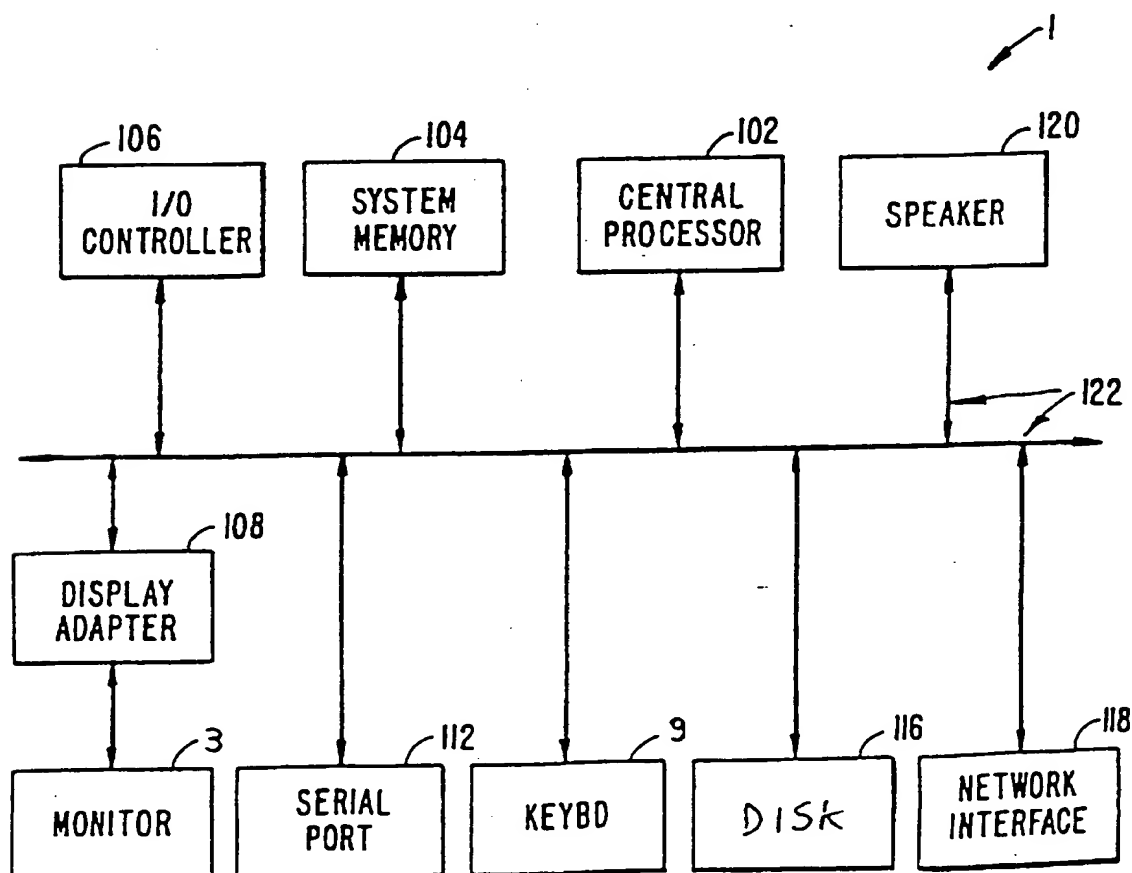 1
106
104
102
120
I/O
CONTROLLER
SYSTEM
MEMORY
CENTRAL
PROCESSOR
SPEAKER
122
108
DISPLAY
ADAPTER
3
112
9
116
118
MONITOR
SERIAL
PORT
KEYBD
DISK
NETWORK
INTERFACE